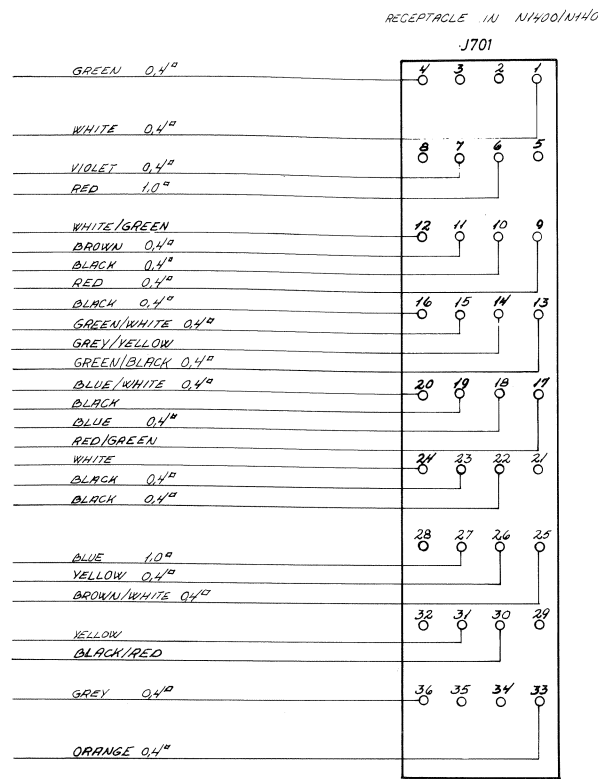 RECEPTACLE IN N1400/N140
J701
GREEN 0,4¤
4 3 2 1
WHITE 0,4¤
8 7 6 5
VIOLET 0,4¤
RED 1,0¤
WHITE/GREEN
12 11 10 9
BROWN 0,4¤
BLACK 0,4¤
RED 0,4¤
BLACK 0,4¤
16 15 14 13
GREEN/WHITE 0,4¤
GREY/YELLOW
GREEN/BLACK 0,4¤
BLUE/WHITE 0,4¤
20 19 18 17
BLACK
BLUE 0,4¤
RED/GREEN
WHITE
24 23 22 21
BLACK 0,4¤
BLACK 0,4¤
28 27 26 25
BLUE 1,0¤
YELLOW 0,4¤
BROWN/WHITE 0,4¤
32 31 30 29
YELLOW
BLACK/RED
GREY 0,4¤
36 35 34 33
ORANGE 0,4¤